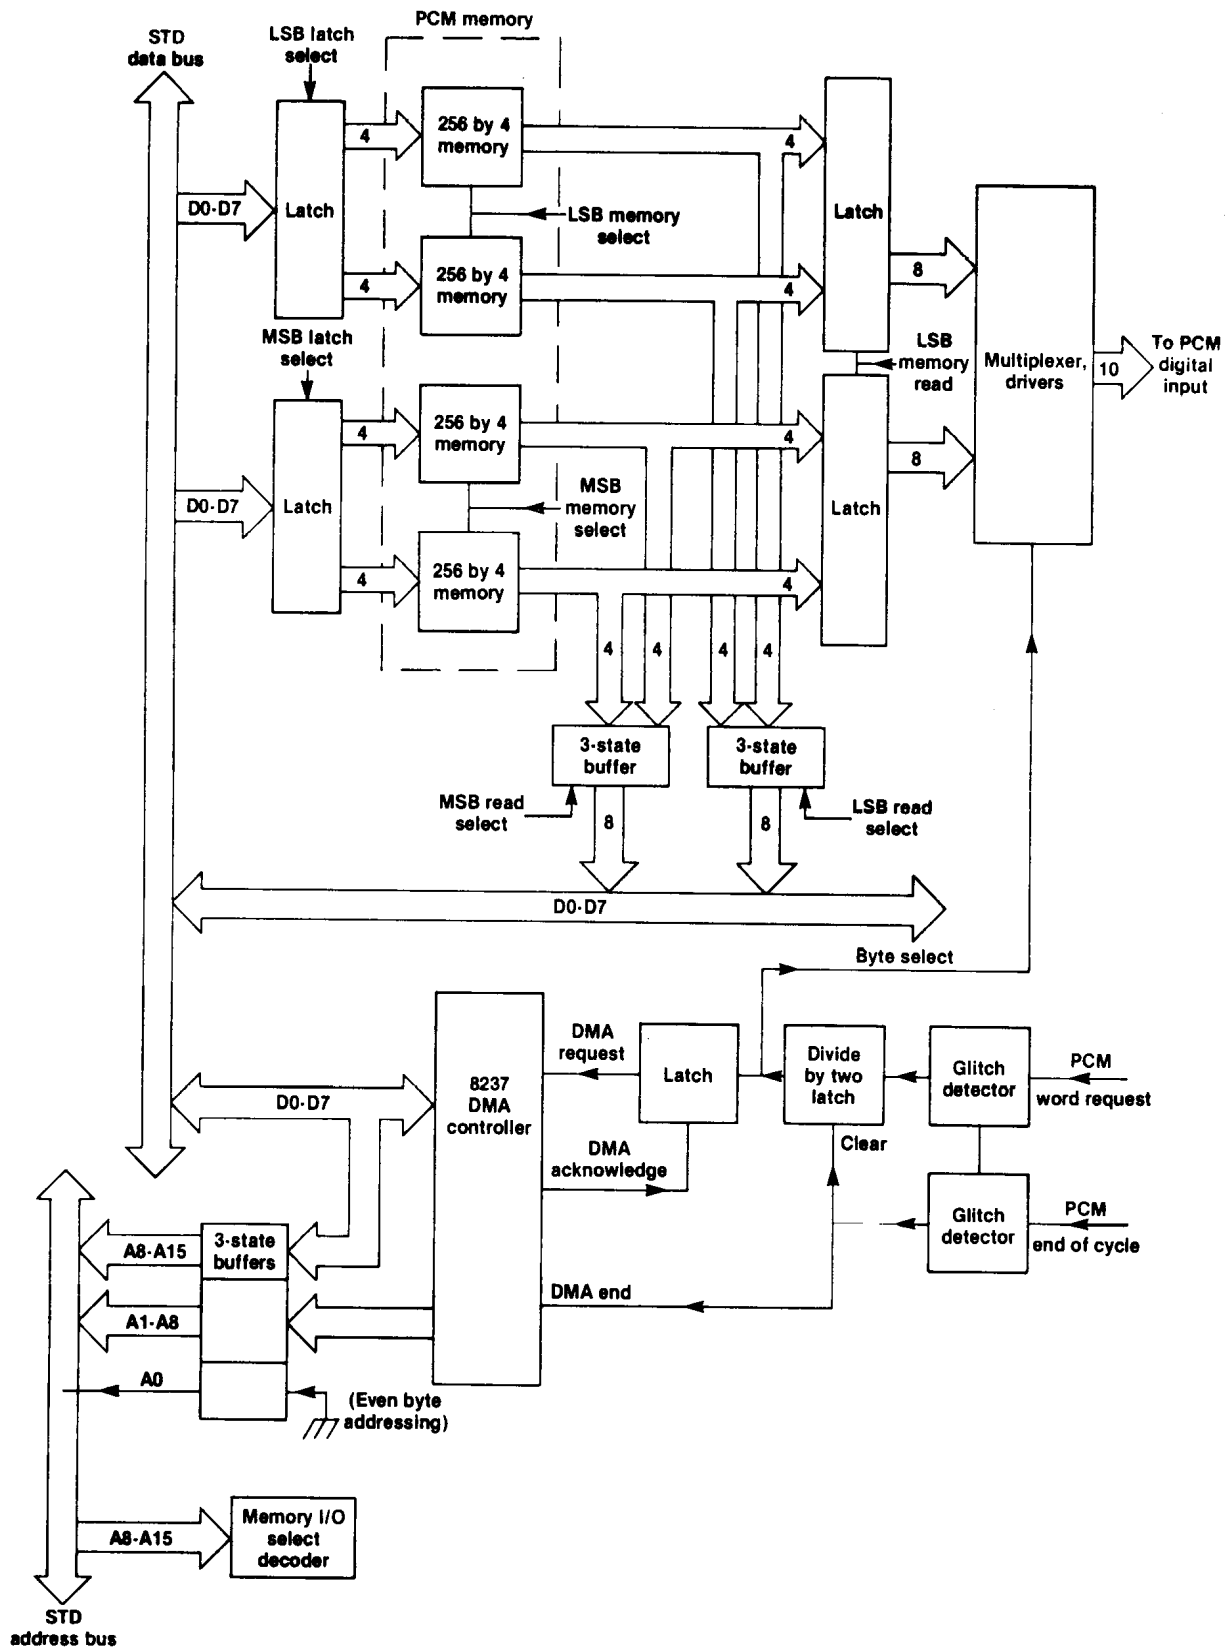 PCM memory
STD
data bus
LSB latch
select
256 by 4
memory
4
4
D0-D7
Latch
LSB memory
select
Latch
256 by 4
memory
4
4
8
MSB latch
select
LSB
memory
read
Multiplexer,
drivers
10
To PCM
digital
input
256 by 4
memory
4
4
8
D0-D7
Latch
MSB
memory
select
Latch
256 by 4
memory
4
4
4
4
4
4
3-state
buffer
3-state
buffer
MSB read
select
8
8
LSB read
select
D0-D7
Byte select
8237
DMA
controller
DMA
request
Latch
Divide
by two
latch
Glitch
detector
PCM
word request
D0-D7
DMA
acknowledge
Clear
Glitch
detector
PCM
end of cycle
A8-A15
3-state
buffers
DMA end
A1-A8
A0
(Even byte
addressing)
A8-A15
Memory I/O
select
decoder
STD
address bus